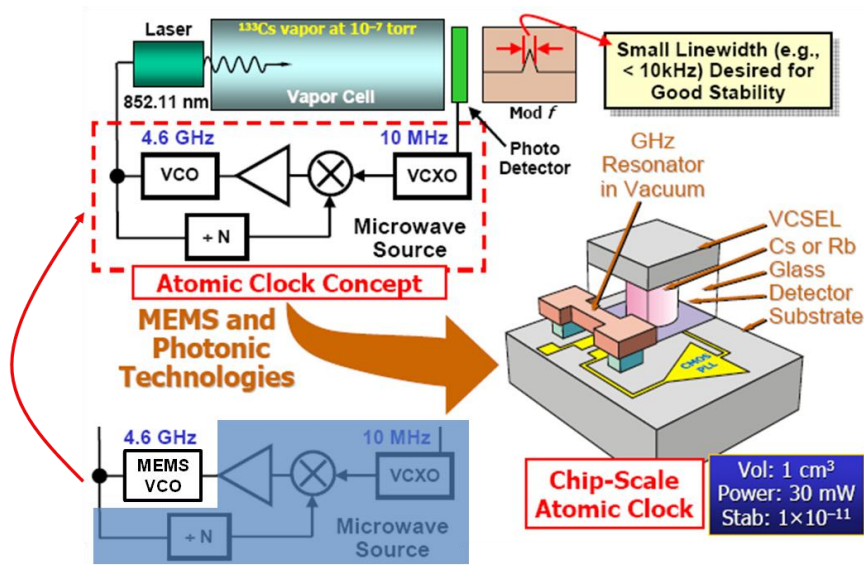 Laser
¹³³Cs vapor at 10⁻⁷ torr
Vapor Cell
852.11 nm
Mod f
Small Linewidth (e.g.,
< 10kHz) Desired for
Good Stability
4.6 GHz
10 MHz
Photo
Detector
VCO
VCXO
÷ N
Microwave
Source
Atomic Clock Concept
MEMS and
Photonic
Technologies
GHz
Resonator
in Vacuum
VCSEL
Cs or Rb
Glass
Detector
Substrate
CMOS
PLL
4.6 GHz
10 MHz
MEMS
VCO
VCXO
÷ N
Microwave
Source
Chip-Scale
Atomic Clock
Vol: 1 cm³
Power: 30 mW
Stab: 1×10⁻¹¹